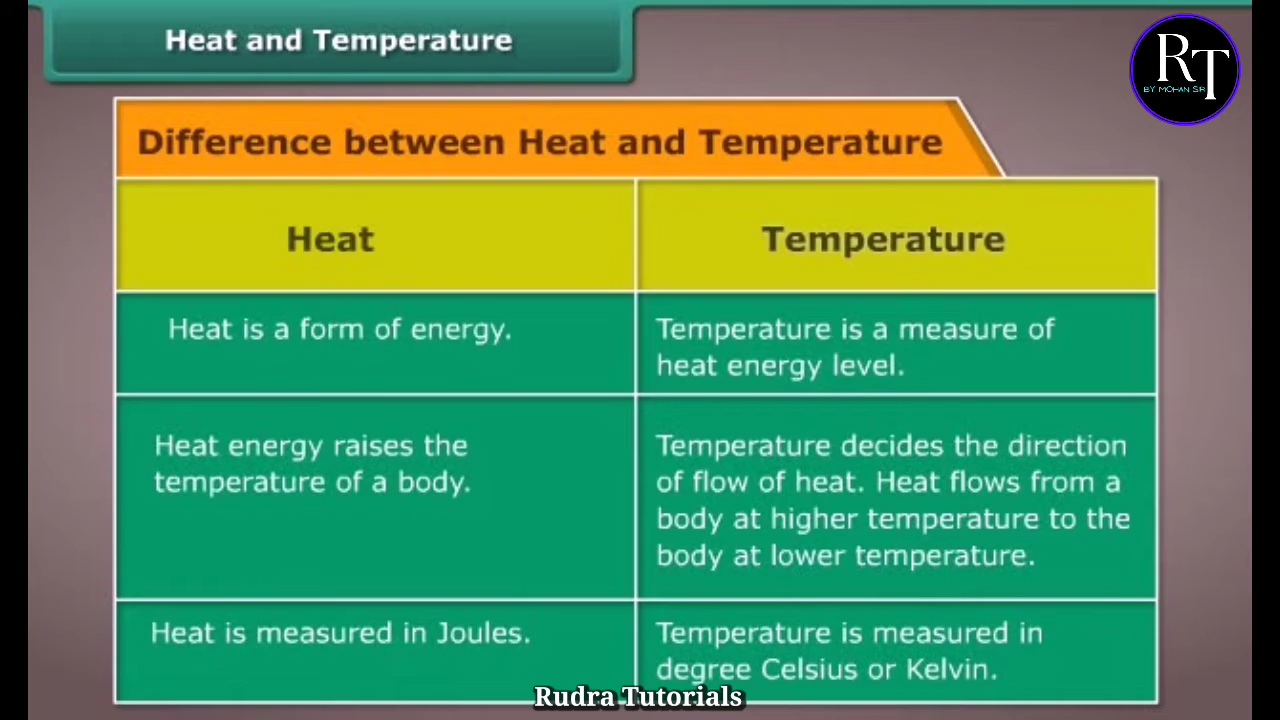 Heat and Temperature
RT
BY MOHAN SIR
Difference between Heat and Temperature
Heat
Temperature
Heat is a form of energy.
Temperature is a measure of
heat energy level.
Heat energy raises the
temperature of a body.
Temperature decides the direction
of flow of heat. Heat flows from a
body at higher temperature to the
body at lower temperature.
Heat is measured in Joules.
Temperature is measured in
degree Celsius or Kelvin.
Rudra Tutorials